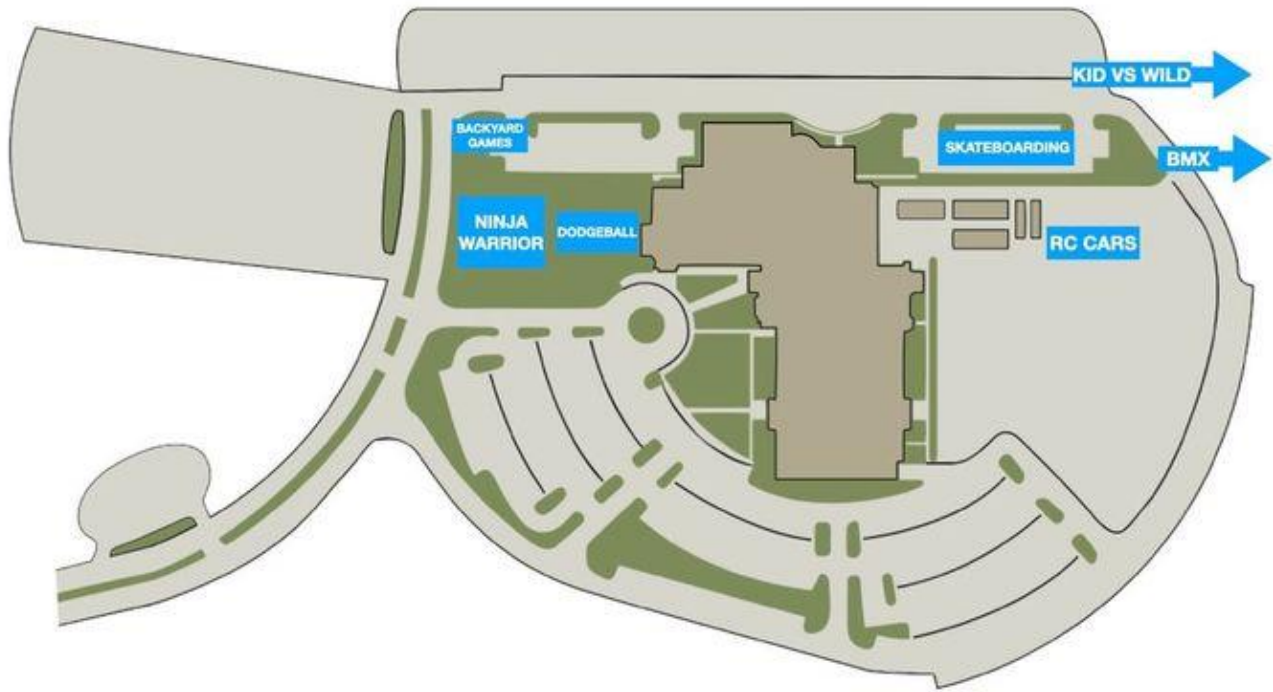 KID VS WILD
BACKYARD
GAMES
SKATEBOARDING
BMX
NINJA
WARRIOR
DODGEBALL
RC CARS